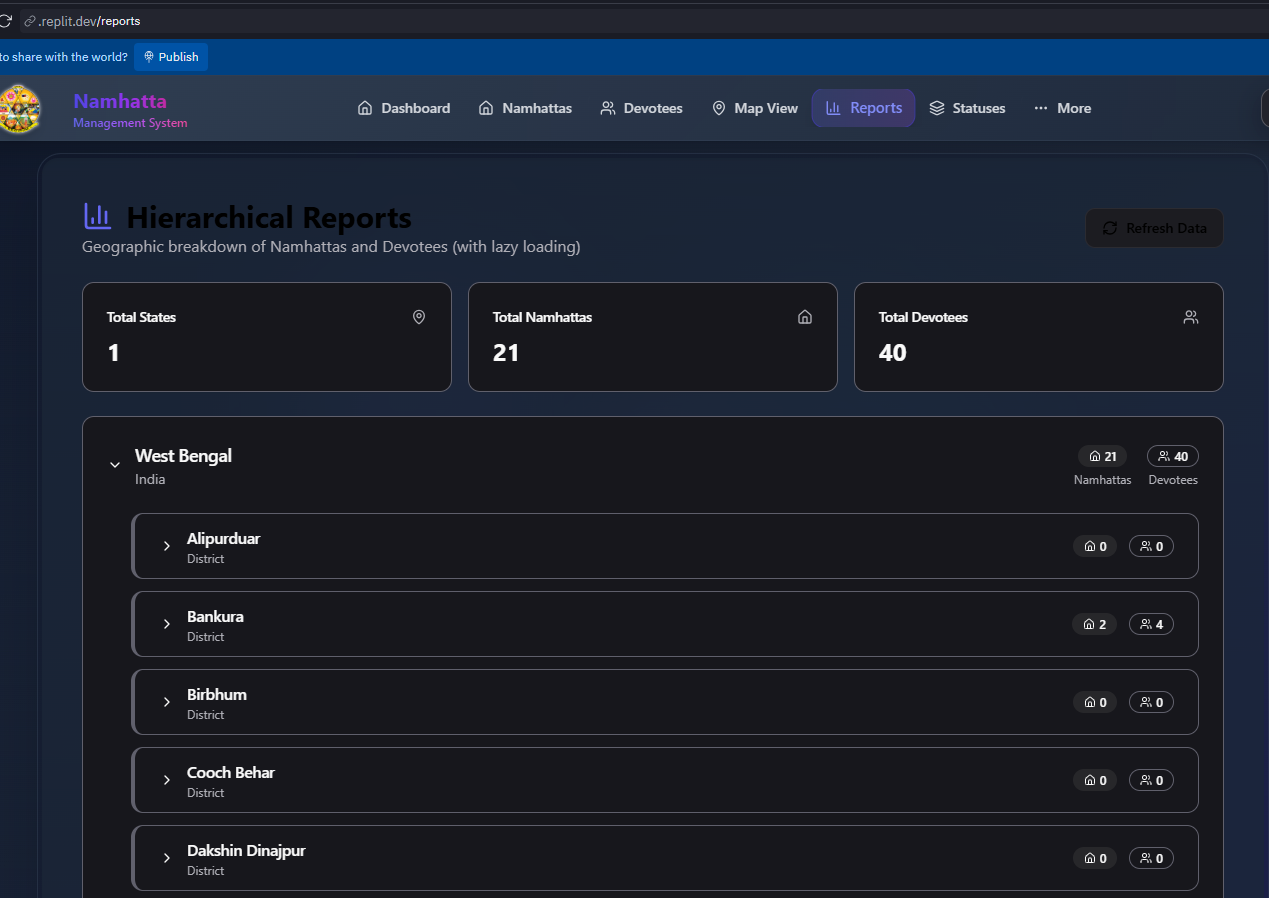 .replit.dev/reports
to share with the world? Publish
Namhatta
Management System
Dashboard Namhattas Devotees Map View Reports Statuses More
Hierarchical Reports
Geographic breakdown of Namhattas and Devotees (with lazy loading)
Refresh Data
Total States
1
Total Namhattas
21
Total Devotees
40
West Bengal
India
21 40
Namhattas Devotees
Alipurduar
District
0 0
Bankura
District
2 4
Birbhum
District
0 0
Cooch Behar
District
0 0
Dakshin Dinajpur
District
0 0